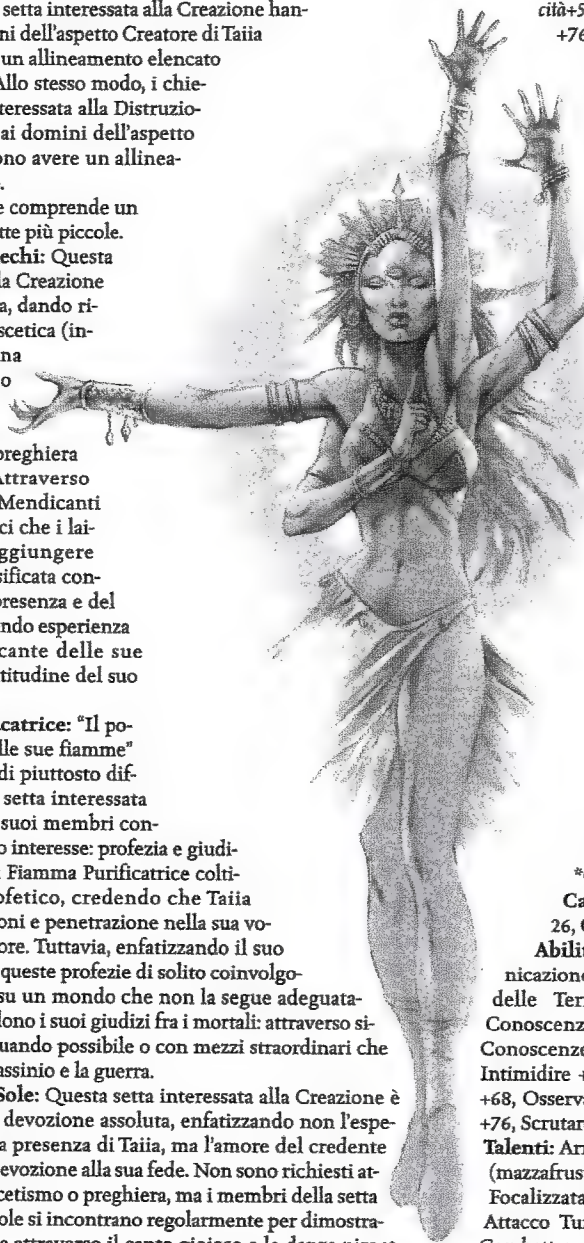 setta interessata alla Creazione han-
ni dell'aspetto Creatore di Taiia
un allineamento elencato
Allo stesso modo, i chie-
teressata alla Distruzio-
ai domini dell'aspetto
ono avere un allinea-
e comprende un
tte più piccole.
echi: Questa
la Creazione
a, dando ri-
scetica (in-
na
o
preghiera
Attraverso
Mendicanti
ci che i lai-
ggiungere
sificata con-
presenza e del
ndo esperienza
cante delle sue
titudine del suo
catrice: "Il po-
lle sue fiamme"
di piuttosto dif-
setta interessata
suoi membri con-
o interesse: profezia e giudi-
Fiamma Purificatrice colti-
ofetico, credendo che Taiia
oni e penetrazione nella sua vo-
ore. Tuttavia, enfatizzando il suo
queste profezie di solito coinvolgo-
su un mondo che non la segue adeguata-
dono i suoi giudizi fra i mortali: attraverso si-
uando possibile o con mezzi straordinari che
assinio e la guerra.
Sole: Questa setta interessata alla Creazione è
devozione assoluta, enfatizzando non l'espe-
a presenza di Taiia, ma l'amore del credente
evozione alla sua fede. Non sono richiesti at-
cetismo o preghiera, ma i membri della setta
ole si incontrano regolarmente per dimostra-
cità+5
+76
Ca
26, C
Abilit
nicazione
delle Terr
Conoscenz
Conoscenze
Intimidire +
+68, Osserva
+76, Scrutar
Talenti: Arr
(mazzafrus
Focalizzata
Attacco Tur